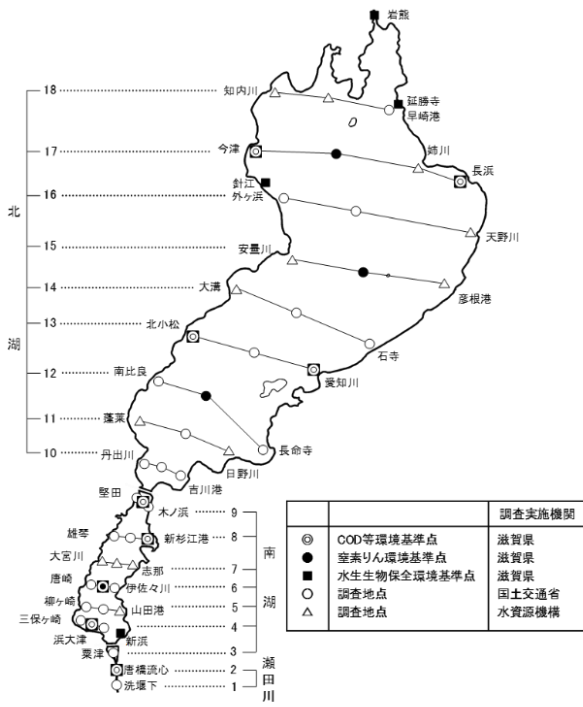 岩熊
18
知内川
延勝寺
早崎港
17
今津
姉川
長浜
針江
16
外ヶ浜
天野川
北
15
安曇川
彦根港
14
大溝
13
北小松
石寺
湖
12
南比良
愛知川
11
蓬莱
長命寺
10
丹出川
日野川
吉川港
堅田
木ノ浜
9
雄琴
新杉江港
8
大宮川
志那
7
唐崎
伊佐々川
6
柳ヶ崎
山田港
5
三保ヶ崎
4
浜大津
新浜
粟津
3
南
湖
唐橋流心
2
洗堰下
1
瀬田川
調査実施機関
COD等環境基準点 滋賀県
窒素りん環境基準点 滋賀県
水生生物保全環境基準点 滋賀県
調査地点 国土交通省
調査地点 水資源機構